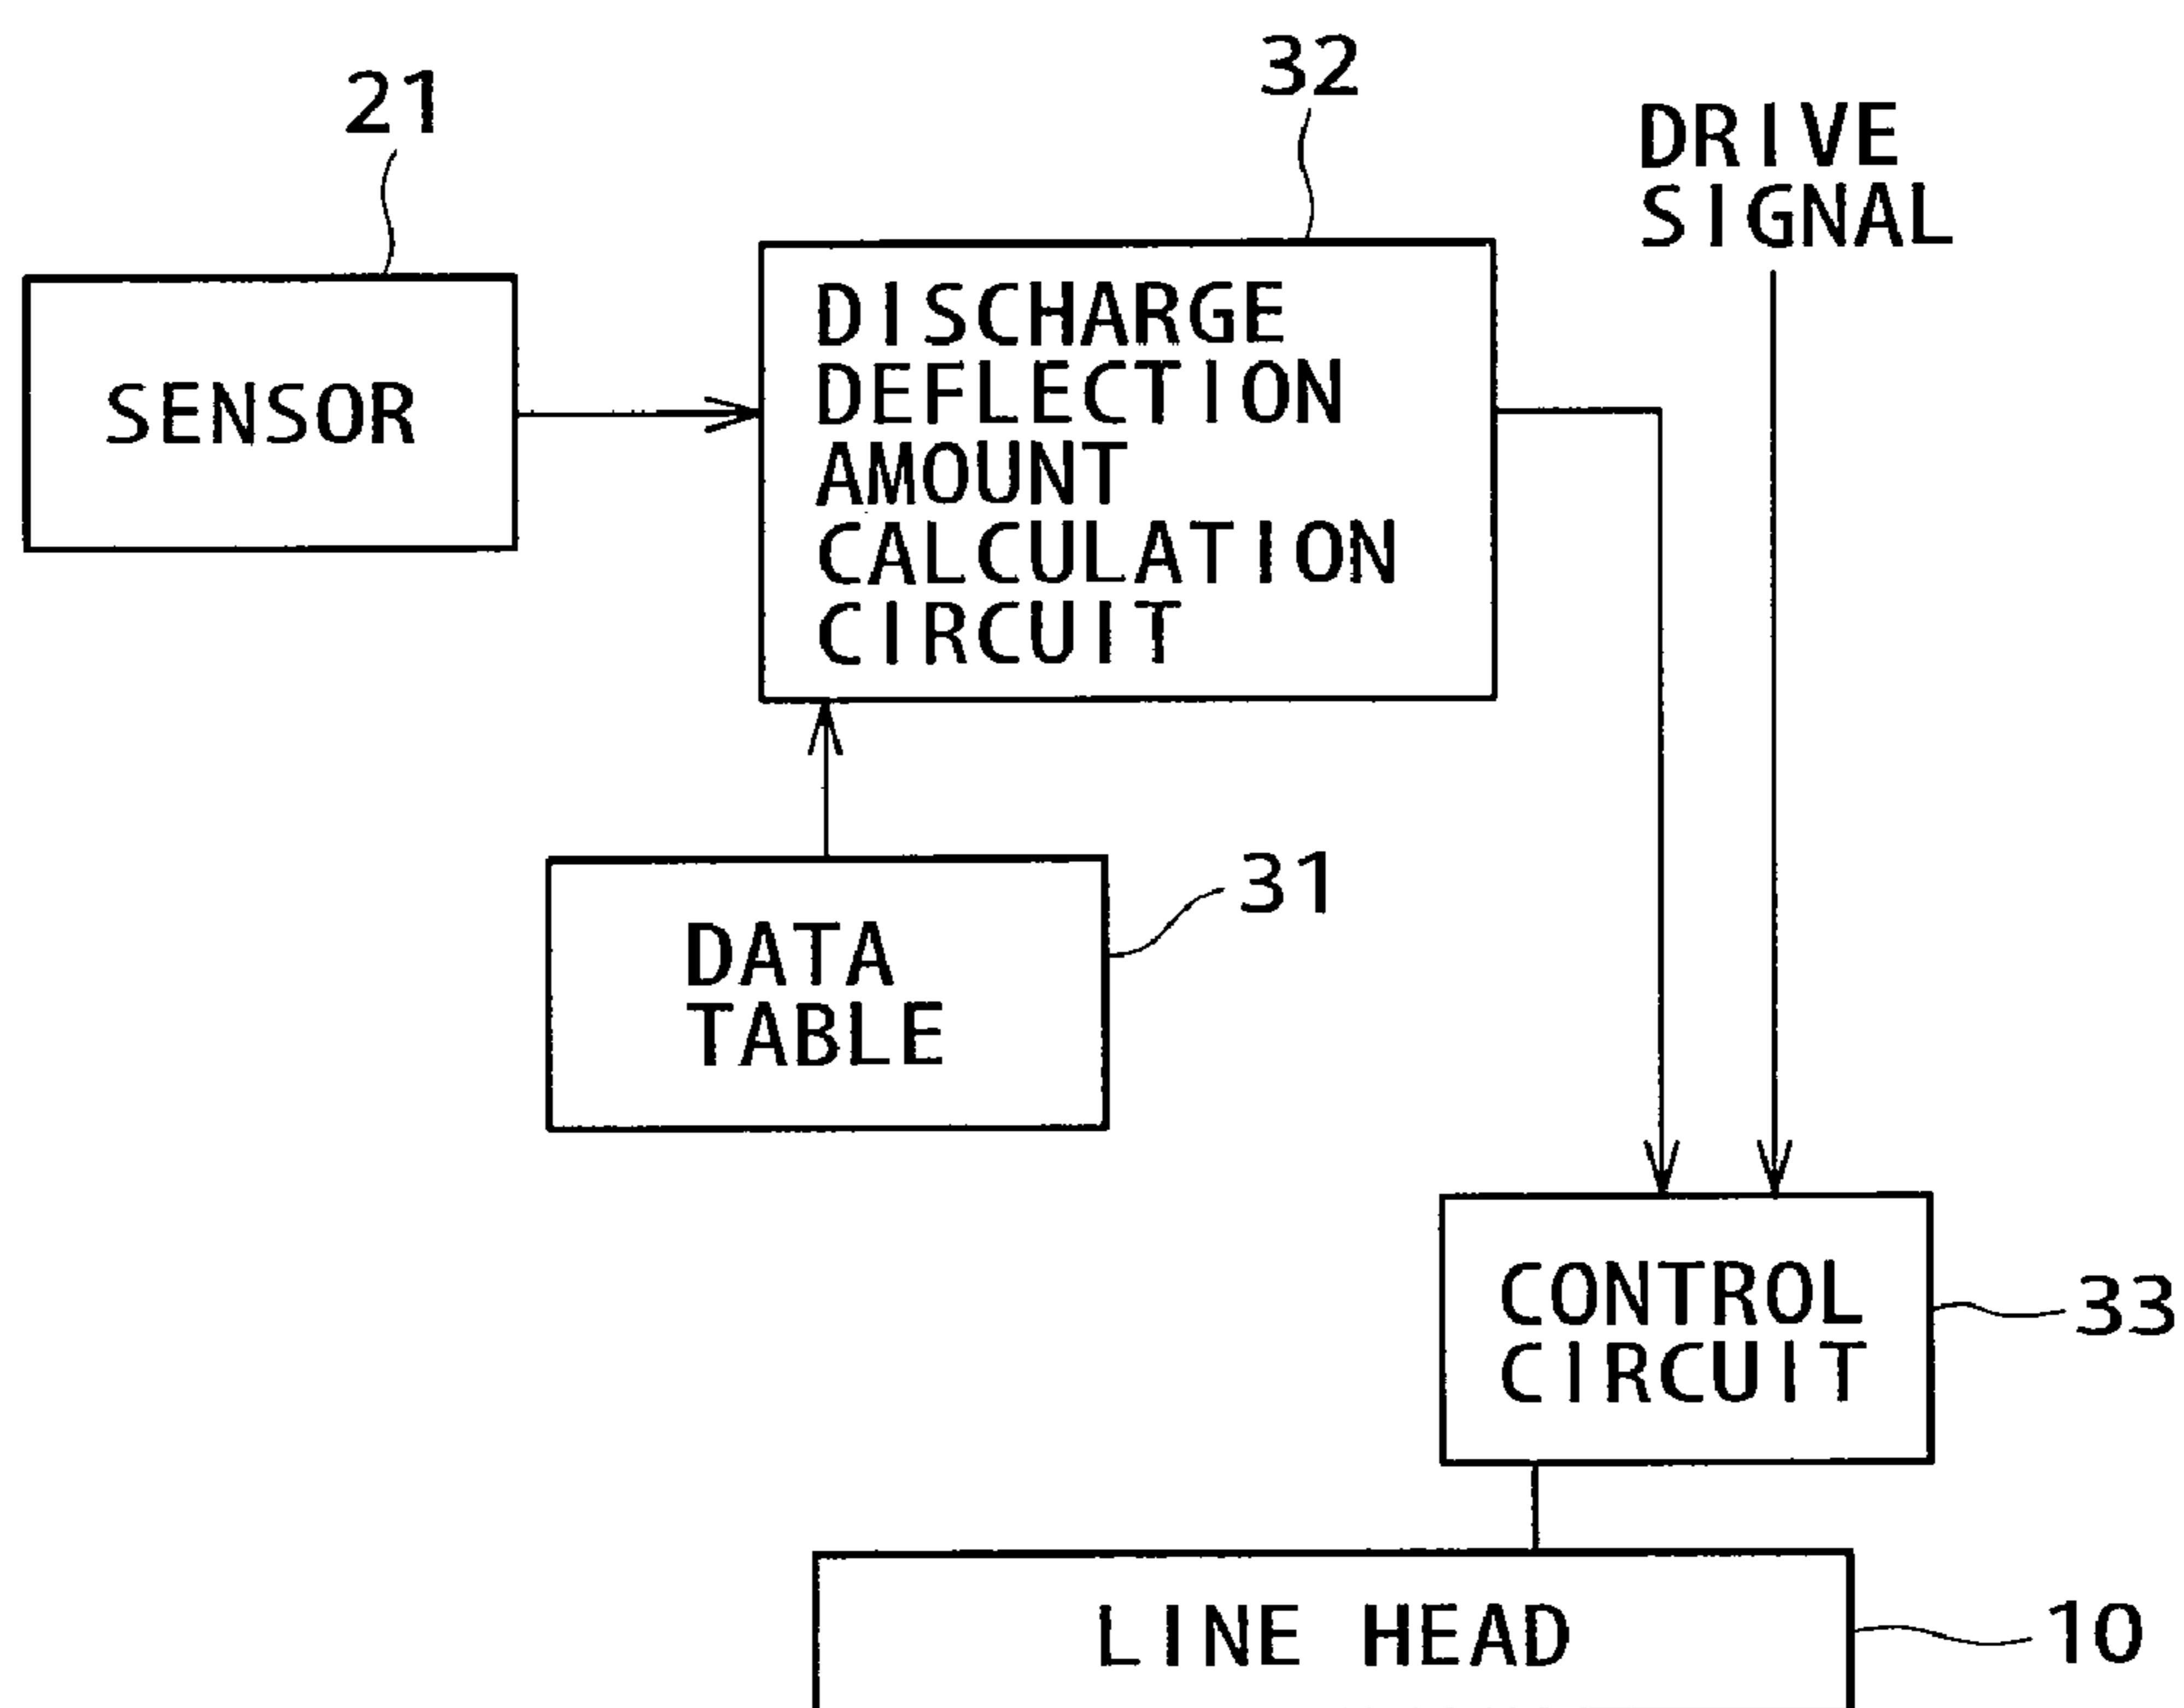 21
32
DRIVE
SIGNAL
SENSOR
DISCHARGE
DEFLECTION
AMOUNT
CALCULATION
CIRCUIT
31
DATA
TABLE
CONTROL
CIRCUIT
33
LINE HEAD
10